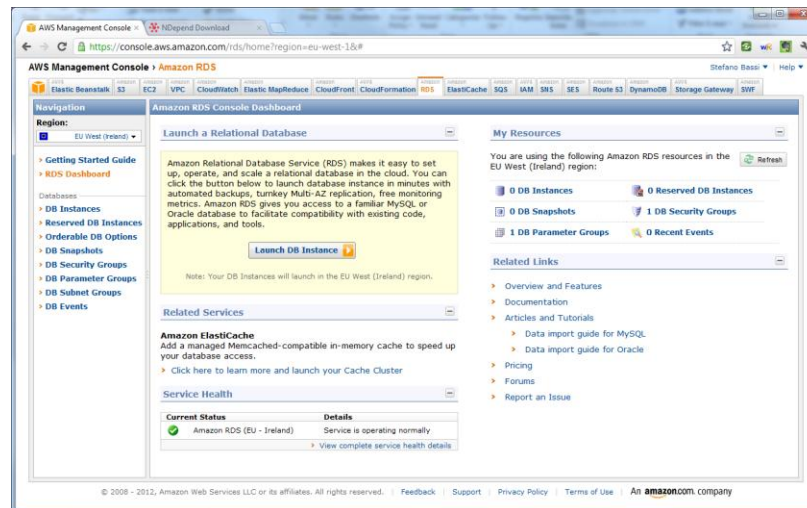 AWS Management Console
NDepend Download
https://console.aws.amazon.com/rds/home?region=eu-west-1&#
AWS Management Console › Amazon RDS
Stefano Bassi Help
Elastic Beanstalk S3 EC2 VPC CloudWatch Elastic MapReduce CloudFront CloudFormation RDS ElastiCache SQS IAM SNS SES Route 53 DynamoDB Storage Gateway SWF
Navigation
Region:
EU West (Ireland)
Getting Started Guide
RDS Dashboard
Databases
DB Instances
Reserved DB Instances
Orderable DB Options
DB Snapshots
DB Security Groups
DB Parameter Groups
DB Subnet Groups
DB Events
Amazon RDS Console Dashboard
Launch a Relational Database
Amazon Relational Database Service (RDS) makes it easy to set
up, operate, and scale a relational database in the cloud. You can
click the button below to launch database instance in minutes with
automated backups, turnkey Multi-AZ replication, free monitoring
metrics. Amazon RDS gives you access to a familiar MySQL or
Oracle database to facilitate compatibility with existing code,
applications, and tools.
Launch DB Instance
Note: Your DB Instances will launch in the EU West (Ireland) region.
Related Services
Amazon ElastiCache
Add a managed Memcached-compatible in-memory cache to speed up
your database access.
Click here to learn more and launch your Cache Cluster
Service Health
Current Status Details
Amazon RDS (EU - Ireland) Service is operating normally
View complete service health details
My Resources
You are using the following Amazon RDS resources in the
EU West (Ireland) region:
Refresh
0 DB Instances 0 Reserved DB Instances
0 DB Snapshots 1 DB Security Groups
1 DB Parameter Groups 0 Recent Events
Related Links
Overview and Features
Documentation
Articles and Tutorials
Data import guide for MySQL
Data import guide for Oracle
Pricing
Forums
Report an Issue
© 2008 - 2012, Amazon Web Services LLC or its affiliates. All rights reserved. Feedback Support Privacy Policy Terms of Use An amazon.com. company